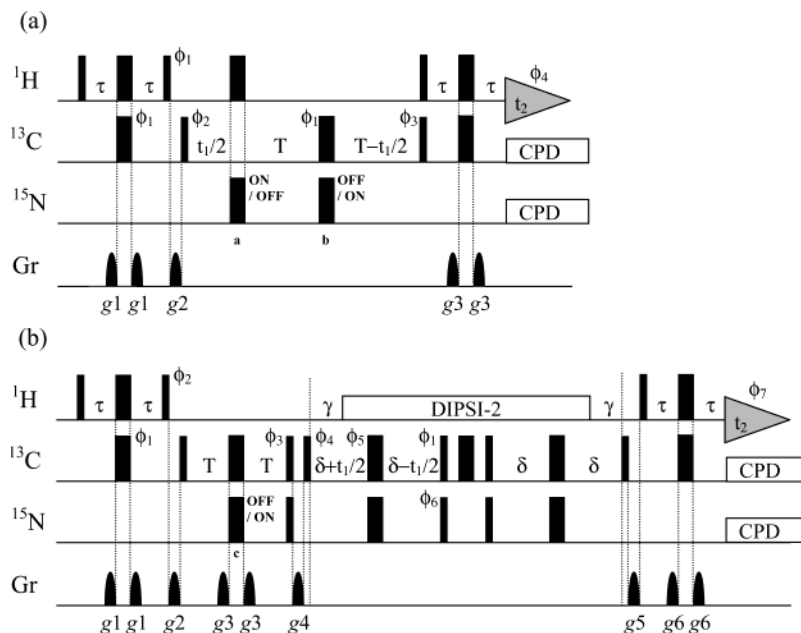 (a)
ϕ1 ϕ4
1H τ τ τ τ t2
ϕ1 ϕ2 ϕ1 ϕ3
13C t1/2 T T−t1/2 CPD
15N ON / OFF OFF / ON CPD
a b
Gr
g1 g1 g2 g3 g3
(b)
ϕ2 ϕ7
1H τ τ γ DIPSI-2 γ τ τ t2
ϕ1 ϕ3 ϕ4 ϕ5 ϕ1
13C T T δ+t1/2 δ−t1/2 δ δ CPD
15N OFF / ON ϕ6 CPD
c
Gr
g1 g1 g2 g3 g3 g4 g5 g6 g6